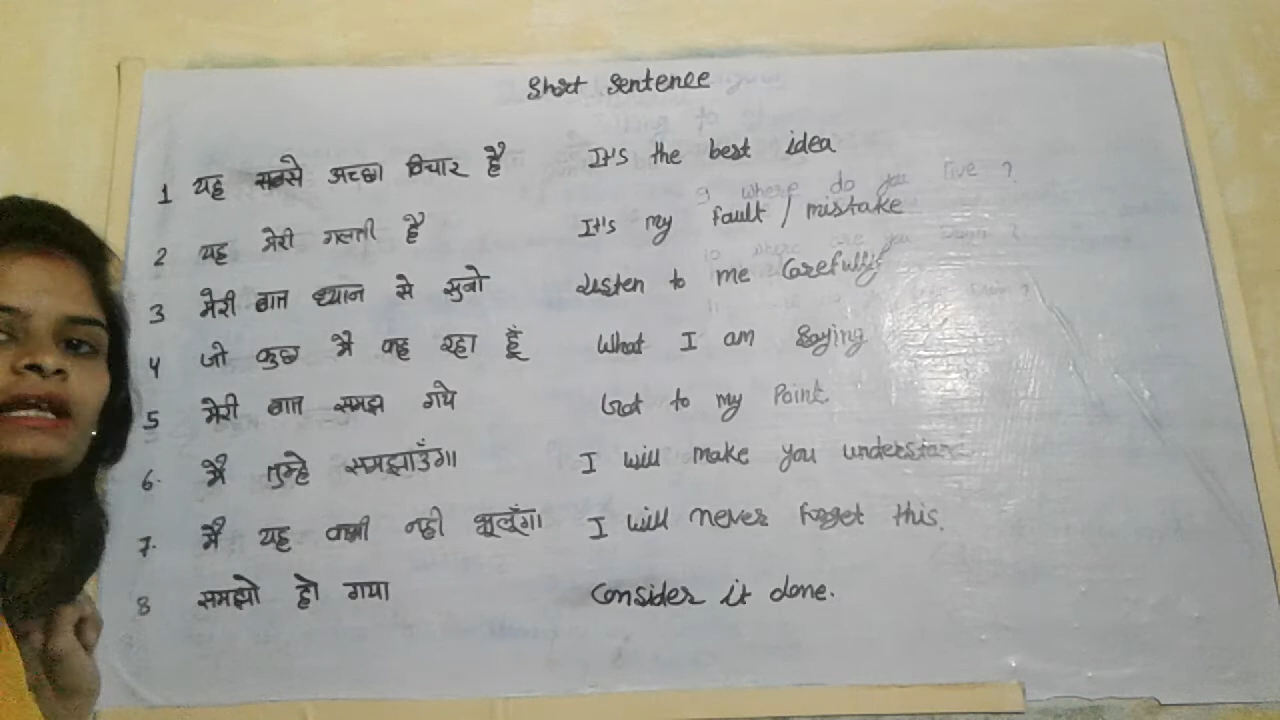 Short Sentence
1 यह सबसे अच्छा विचार है It's the best idea
9 where do you live ?
2 यह मेरी गलती है It's my fault / mistake
10 where are you ?
3 मेरी बात ध्यान से सुनो Listen to me Carefully
4 जो कुछ मै कह रहा हूँ What I am Saying
5 मेरी बात समझ गये Got to my Point.
6. मै तुम्हे समझाउँगा I will make you understan
7. मै यह कभी नही भूलूँगा I will never forget this.
8 समझो हो गया Consider it done.